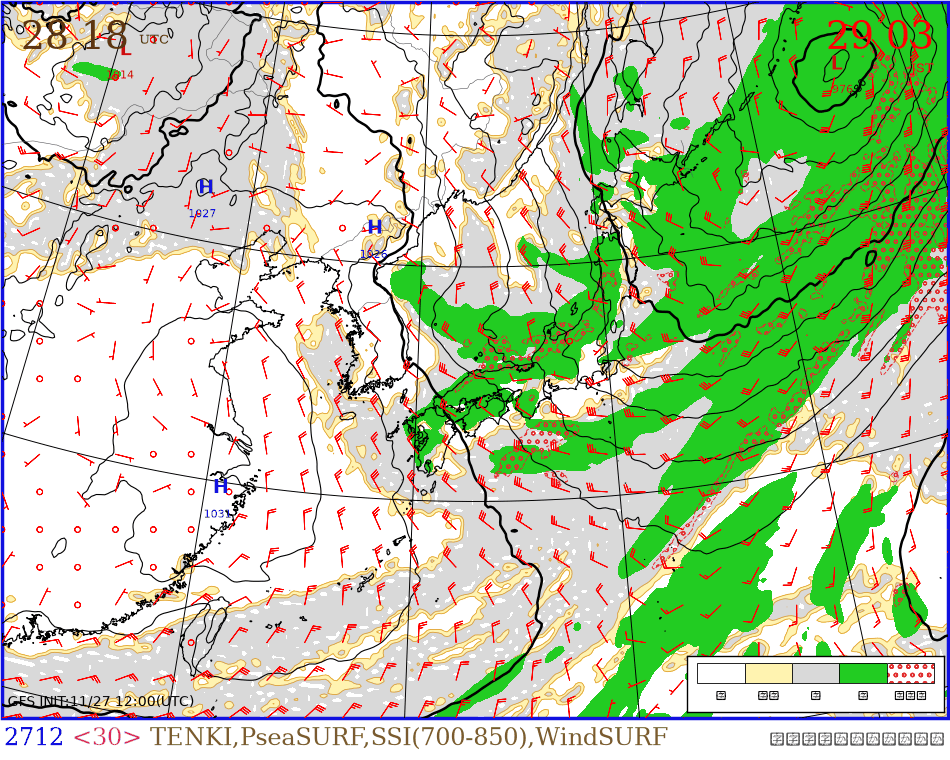 28 18 UTC
29 03 JST
L
1014
L
976
H
1027
H
1026
H
1031
GFS INIT:11/27 12:00(UTC)
2712 <30> TENKI,PseaSURF,SSI(700-850),WindSURF